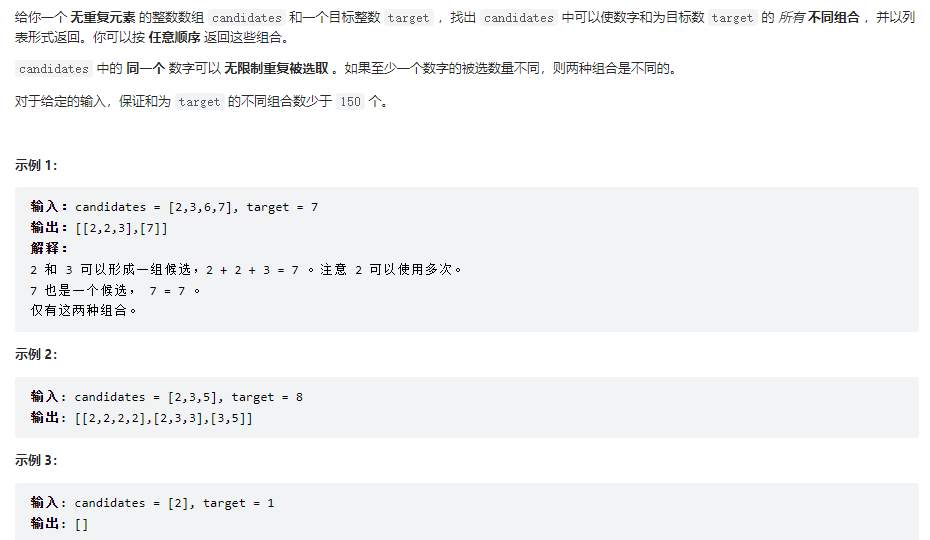 给你一个 无重复元素 的整数数组 candidates 和一个目标整数 target ，找出 candidates 中可以使数字和为目标数 target 的 所有 不同组合 ，并以列
表形式返回。你可以按 任意顺序 返回这些组合。
candidates 中的 同一个 数字可以 无限制重复被选取 。如果至少一个数字的被选数量不同，则两种组合是不同的。
对于给定的输入，保证和为 target 的不同组合数少于 150 个。
示例 1：
输入：candidates = [2,3,6,7], target = 7
输出：[[2,2,3],[7]]
解释：
2 和 3 可以形成一组候选，2 + 2 + 3 = 7 。注意 2 可以使用多次。
7 也是一个候选， 7 = 7 。
仅有这两种组合。
示例 2：
输入: candidates = [2,3,5], target = 8
输出: [[2,2,2,2],[2,3,3],[3,5]]
示例 3：
输入: candidates = [2], target = 1
输出: []